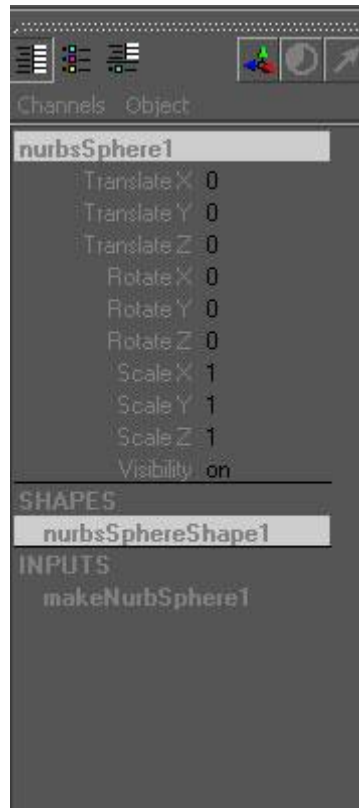 Channels Object
nurbsSphere1
Translate X 0
Translate Y 0
Translate Z 0
Rotate X 0
Rotate Y 0
Rotate Z 0
Scale X 1
Scale Y 1
Scale Z 1
Visibility on
SHAPES
nurbsSphereShape1
INPUTS
makeNurbSphere1